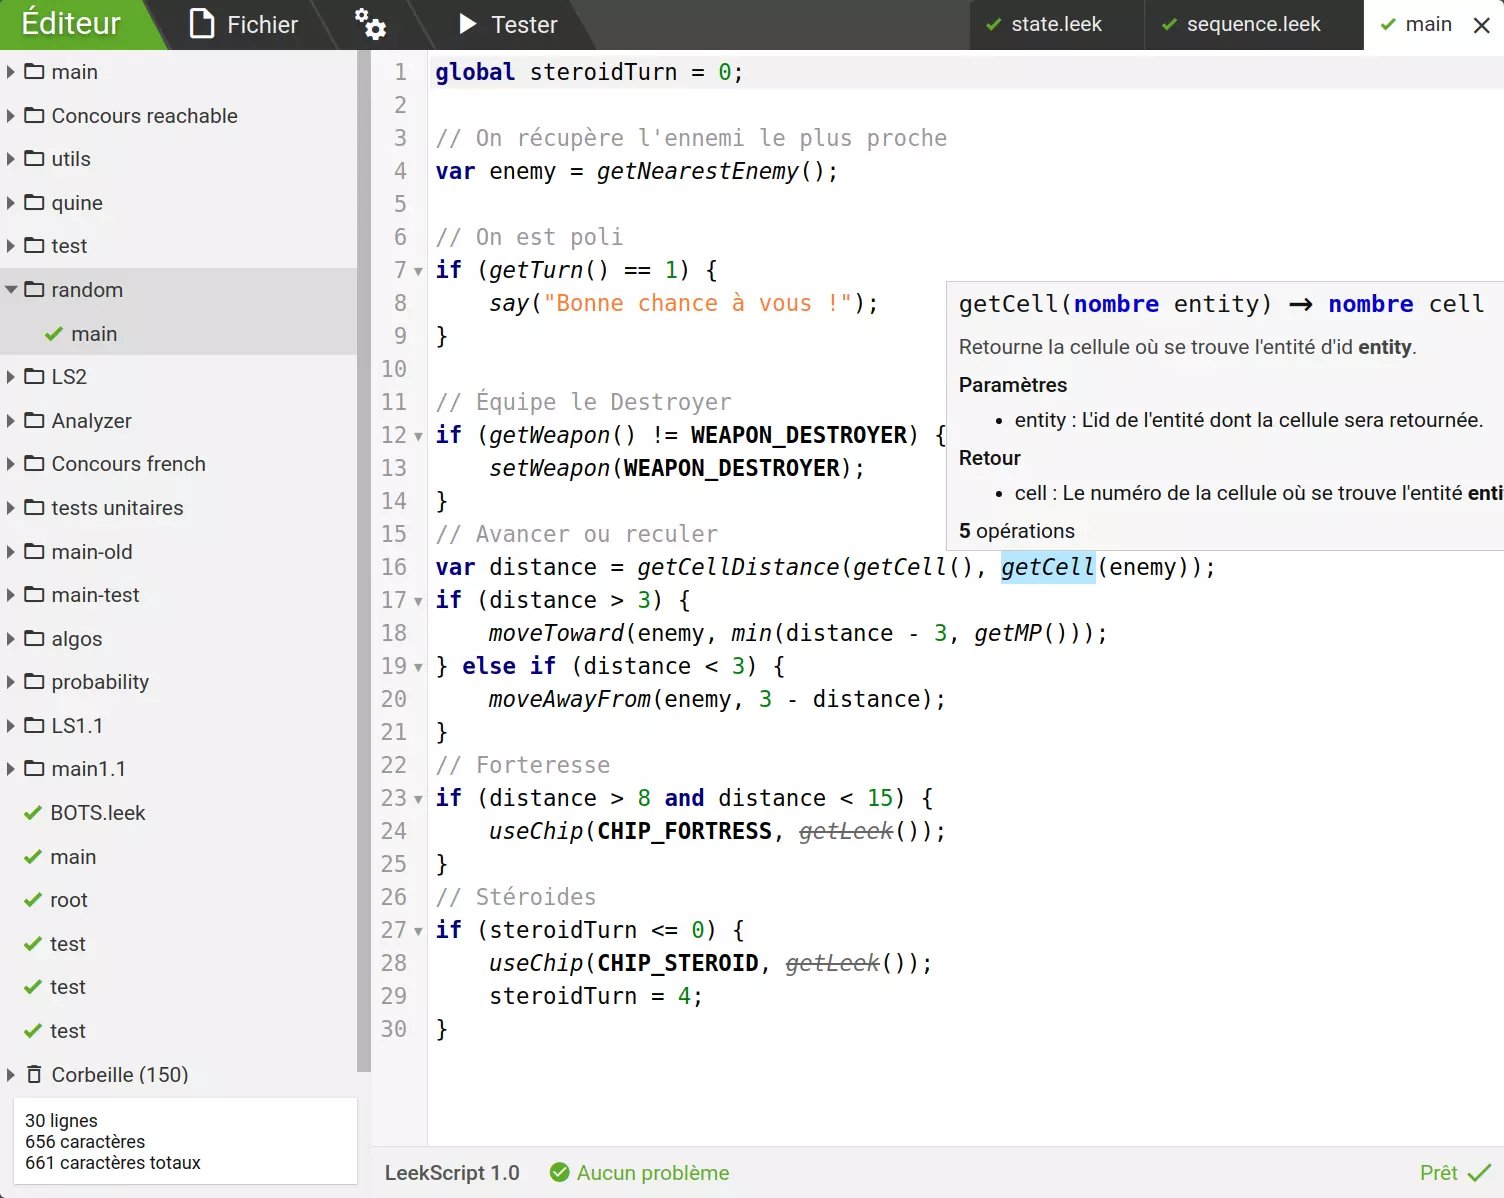 Éditeur
Fichier
Tester
state.leek
sequence.leek
main
main
Concours reachable
utils
quine
test
random
main
LS2
Analyzer
Concours french
tests unitaires
main-old
main-test
algos
probability
LS1.1
main1.1
BOTS.leek
main
root
test
test
test
Corbeille (150)
30 lignes
656 caractères
661 caractères totaux
1 global steroidTurn = 0;
2
3 // On récupère l'ennemi le plus proche
4 var enemy = getNearestEnemy();
5
6 // On est poli
7 if (getTurn() == 1) {
8 say("Bonne chance à vous !");
9 }
10
11 // Équipe le Destroyer
12 if (getWeapon() != WEAPON_DESTROYER) {
13 setWeapon(WEAPON_DESTROYER);
14 }
15 // Avancer ou reculer
16 var distance = getCellDistance(getCell(), getCell(enemy));
17 if (distance > 3) {
18 moveToward(enemy, min(distance - 3, getMP()));
19 } else if (distance < 3) {
20 moveAwayFrom(enemy, 3 - distance);
21 }
22 // Forteresse
23 if (distance > 8 and distance < 15) {
24 useChip(CHIP_FORTRESS, getLeek());
25 }
26 // Stéroides
27 if (steroidTurn <= 0) {
28 useChip(CHIP_STEROID, getLeek());
29 steroidTurn = 4;
30 }
getCell(nombre entity) → nombre cell
Retourne la cellule où se trouve l'entité d'id entity.
Paramètres
• entity : L'id de l'entité dont la cellule sera retournée.
Retour
• cell : Le numéro de la cellule où se trouve l'entité enti
5 opérations
LeekScript 1.0
Aucun problème
Prêt